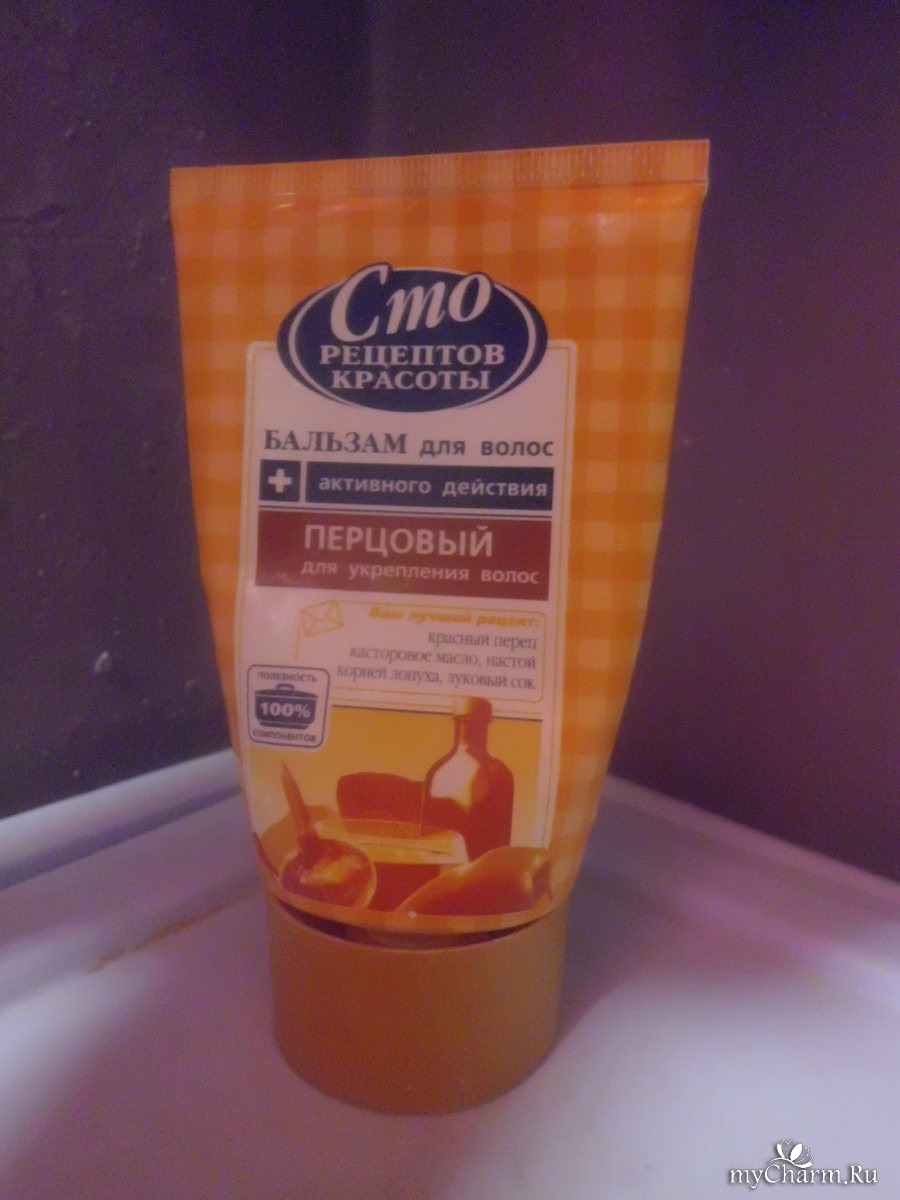 Сто
РЕЦЕПТОВ
КРАСОТЫ
БАЛЬЗАМ для волос
+ активного действия
ПЕРЦОВЫЙ
для укрепления волос
Ваш лучший рецепт:
красный перец
касторовое масло, настой
корней лопуха, луковый сок
ПОЛЕЗНОСТЬ
100%
КОМПОНЕНТОВ
myCharm.Ru